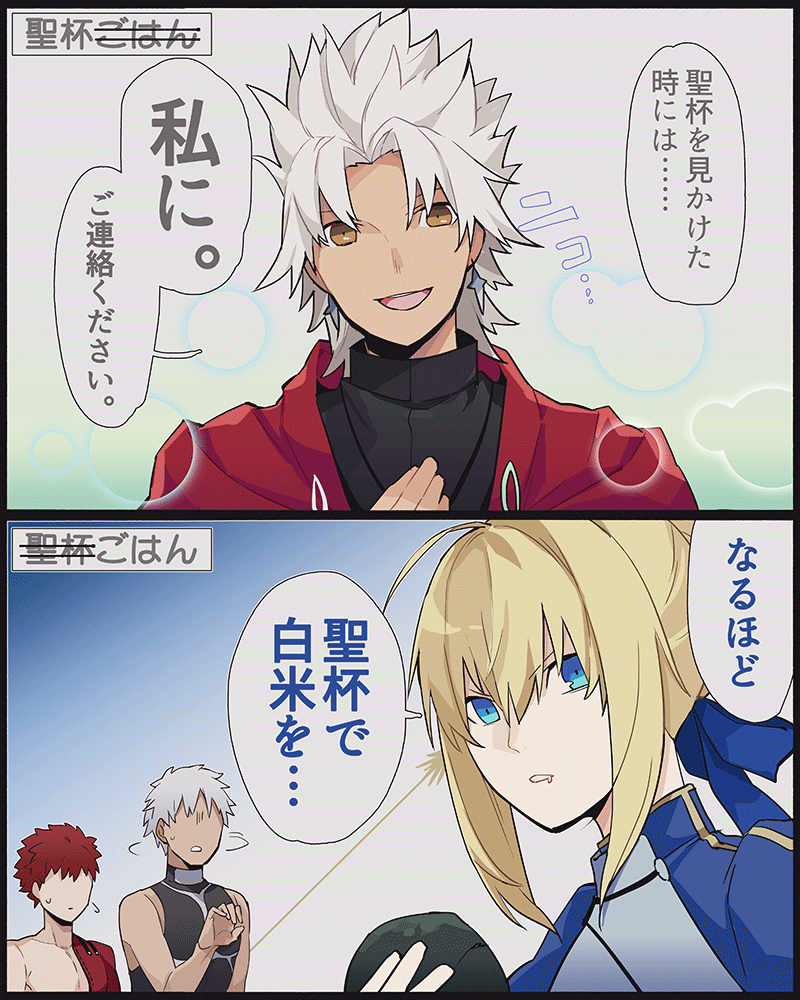 聖杯ごはん
聖杯を見かけた
時には……
ニコ…
私に。
ご連絡ください。
聖杯ごはん
なるほど
聖杯で
白米を…